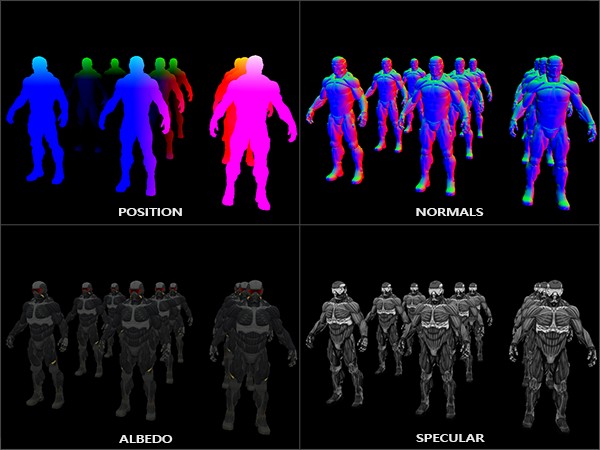 POSITION
NORMALS
ALBEDO
SPECULAR